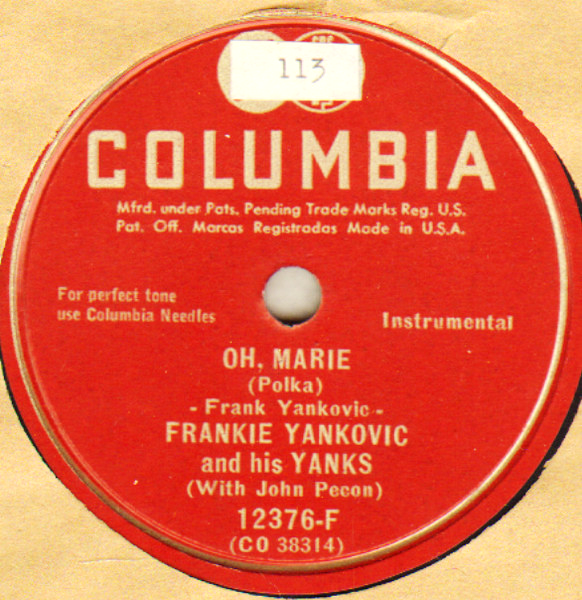 113
COLUMBIA
Mfrd. under Pats. Pending Trade Marks Reg. U.S.
Pat. Off. Marcas Registradas Made in U.S.A.
For perfect tone
use Columbia Needles
Instrumental
OH, MARIE
(Polka)
- Frank Yankovic -
FRANKIE YANKOVIC
and his YANKS
(With John Pecon)
12376-F
(CO 38314)